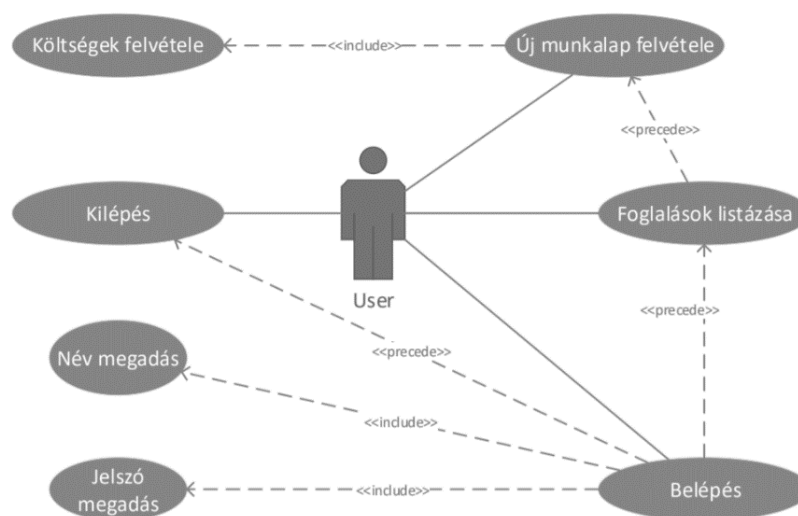 Költségek felvétele
<<include>>
Új munkalap felvétele
<<precede>>
Kilépés
Foglalások listázása
User
<<precede>>
Név megadás
<<precede>>
<<include>>
Jelszó
megadás
<<include>>
Belépés